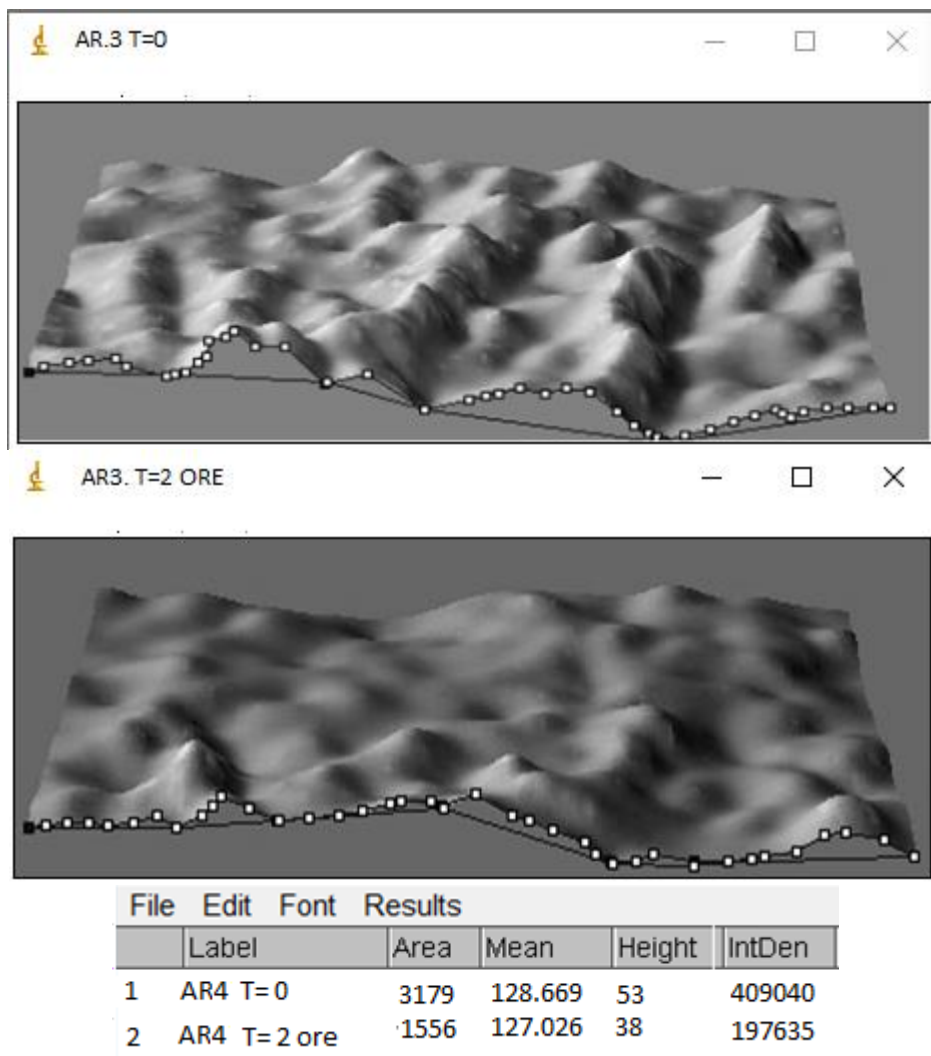 AR.3 T=0
AR3. T=2 ORE
File Edit Font Results
Label Area Mean Height IntDen
1 AR4 T=0 3179 128.669 53 409040
2 AR4 T=2 ore 1556 127.026 38 197635